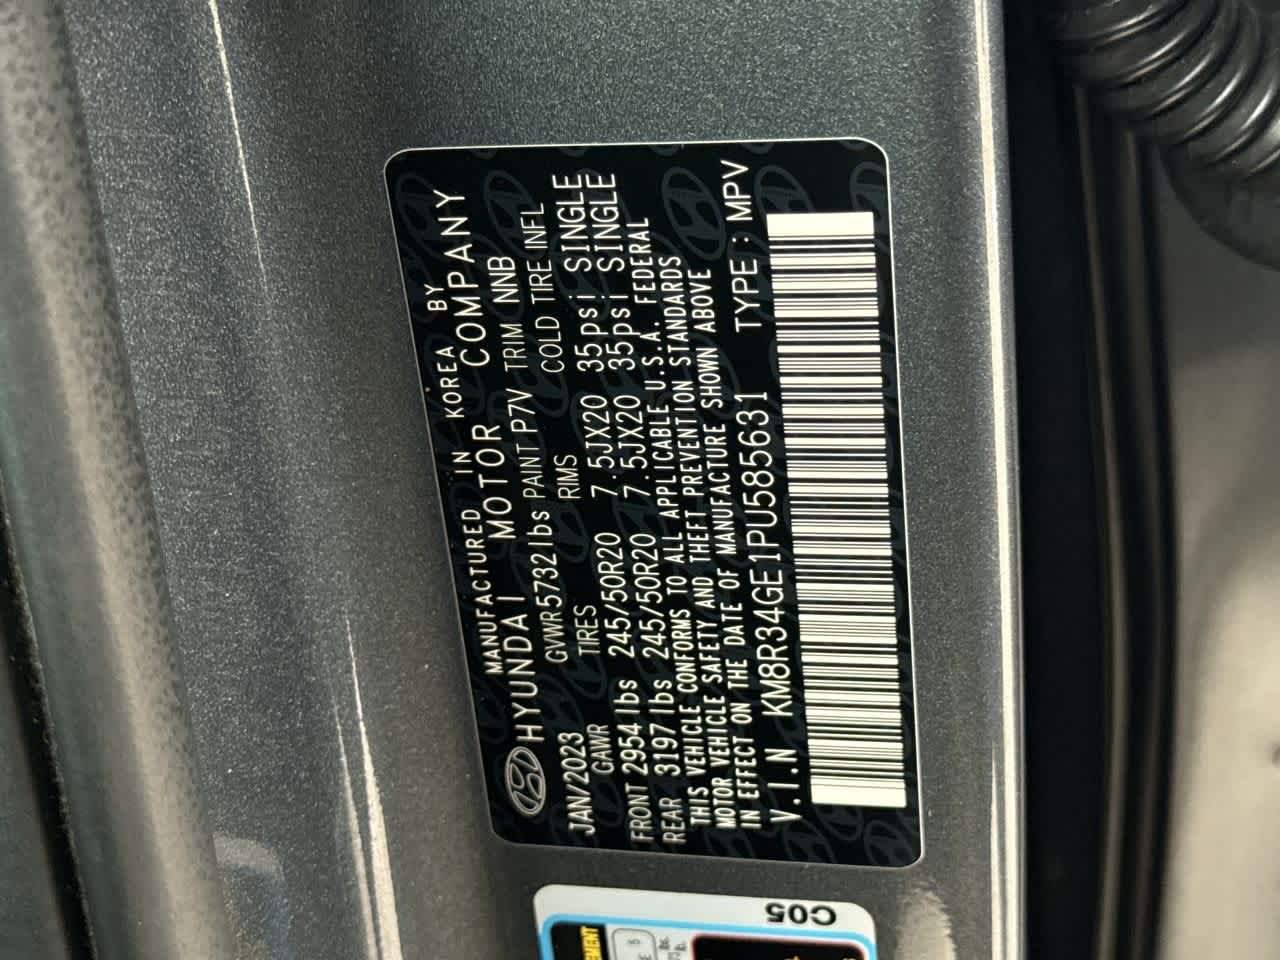 MANUFACTURED IN KOREA BY
HYUNDAI MOTOR COMPANY
JAN/2023 GVWR 5732 lbs PAINT P7V TRIM NNB
GAWR TIRES RIMS COLD TIRE INFL
FRONT 2954 lbs 245/50R20 7.5JX20 35psi SINGLE
REAR 3197 lbs 245/50R20 7.5JX20 35psi SINGLE
THIS VEHICLE CONFORMS TO ALL APPLICABLE U.S.A. FEDERAL
MOTOR VEHICLE SAFETY AND THEFT PREVENTION STANDARDS
IN EFFECT ON THE DATE OF MANUFACTURE SHOWN ABOVE
V.I.N KM8R34GE1PU585631 TYPE : MPV
C05